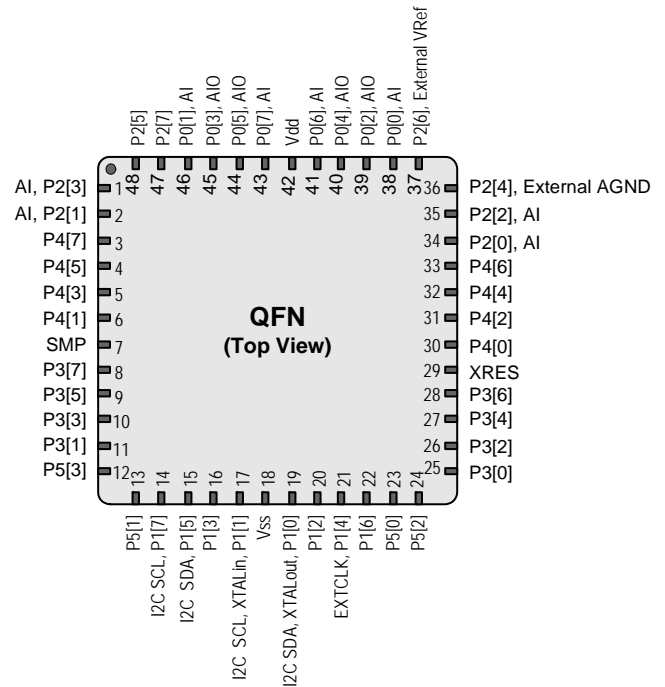 P2[5]
P2[7]
P0[1], AI
P0[3], AIO
P0[5], AIO
P0[7], AI
Vdd
P0[6], AI
P0[4], AIO
P0[2], AIO
P0[0], AI
P2[6], External VRef
48
47
46
45
44
43
42
41
40
39
38
37
AI, P2[3] 1
AI, P2[1] 2
P4[7] 3
P4[5] 4
P4[3] 5
P4[1] 6
SMP 7
P3[7] 8
P3[5] 9
P3[3] 10
P3[1] 11
P5[3] 12
QFN
(Top View)
36 P2[4], External AGND
35 P2[2], AI
34 P2[0], AI
33 P4[6]
32 P4[4]
31 P4[2]
30 P4[0]
29 XRES
28 P3[6]
27 P3[4]
26 P3[2]
25 P3[0]
13
14
15
16
17
18
19
20
21
22
23
24
P5[1]
I2C SCL, P1[7]
I2C SDA, P1[5]
P1[3]
I2C SCL, XTALin, P1[1]
Vss
I2C SDA, XTALout, P1[0]
P1[2]
EXTCLK, P1[4]
P1[6]
P5[0]
P5[2]